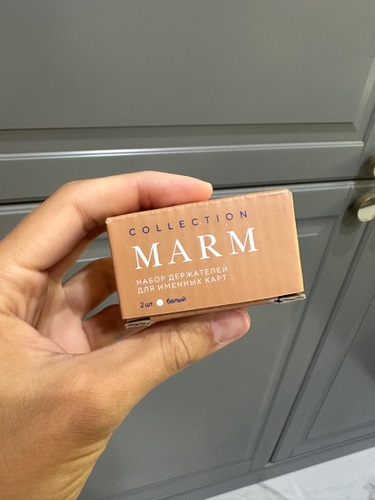 COLLECTION
MARM
НАБОР ДЕРЖАТЕЛЕЙ
ДЛЯ ИМЕННЫХ КАРТ
2 шт белый